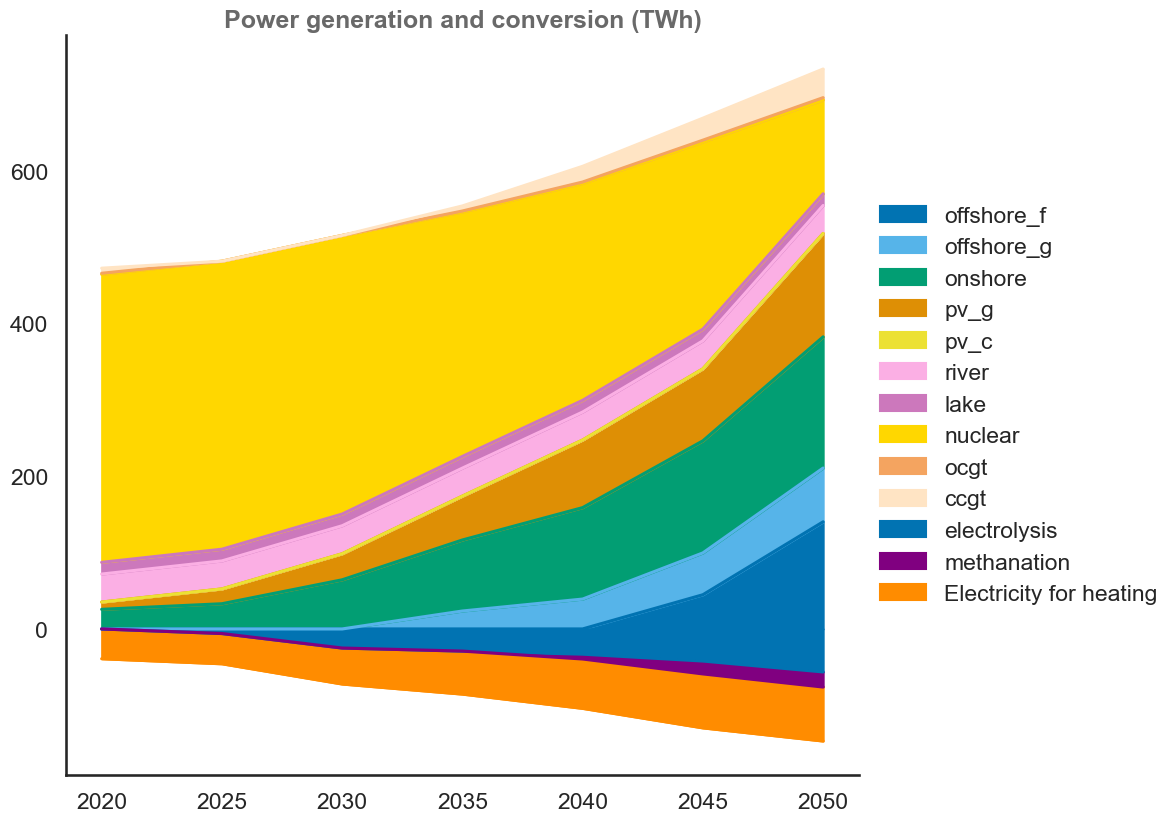 Power generation and conversion (TWh)
600
400
200
0
2020 2025 2030 2035 2040 2045 2050
offshore_f
offshore_g
onshore
pv_g
pv_c
river
lake
nuclear
ocgt
ccgt
electrolysis
methanation
Electricity for heating